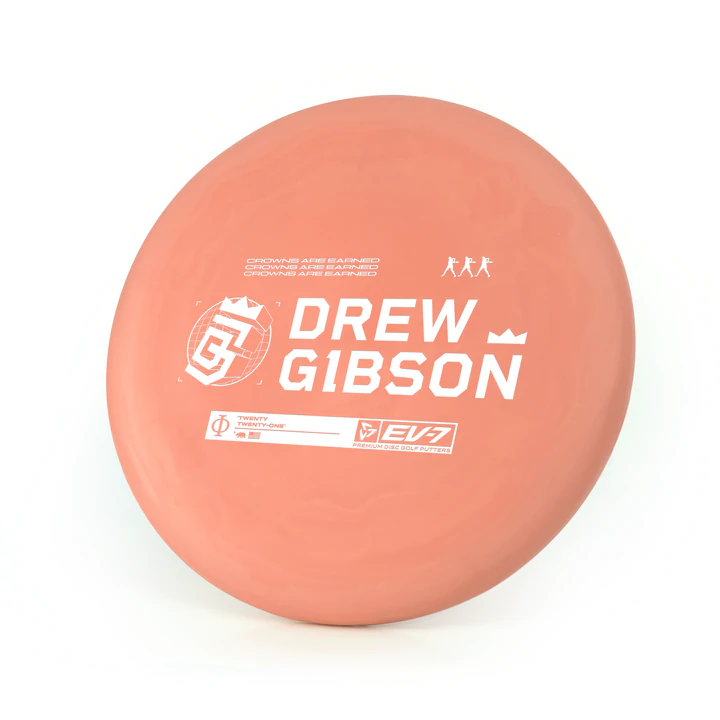 CROWNS ARE EARNED
CROWNS ARE EARNED
CROWNS ARE EARNED
DREW
G1BSON
Φ
"TWENTY
TWENTY-ONE"
EV-7
PREMIUM DISC GOLF PUTTERS